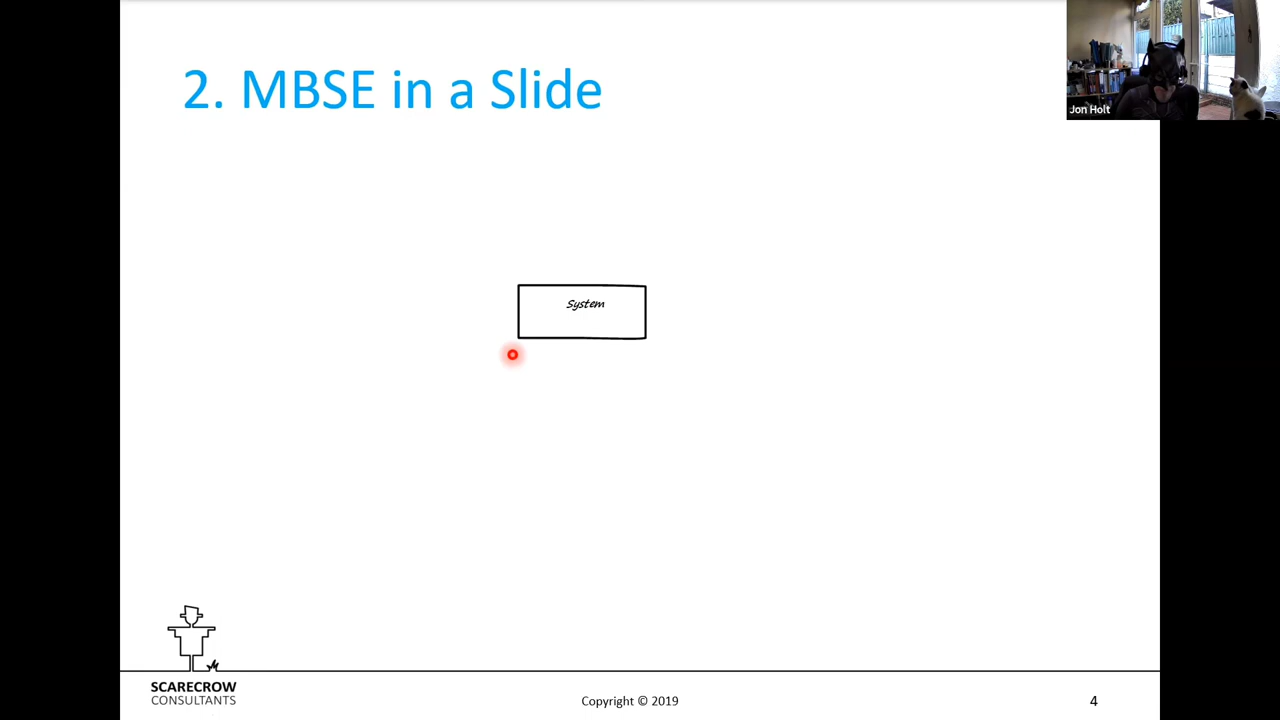 2. MBSE in a Slide
Jon Holt
System
SCARECROW
CONSULTANTS
Copyright © 2019
4